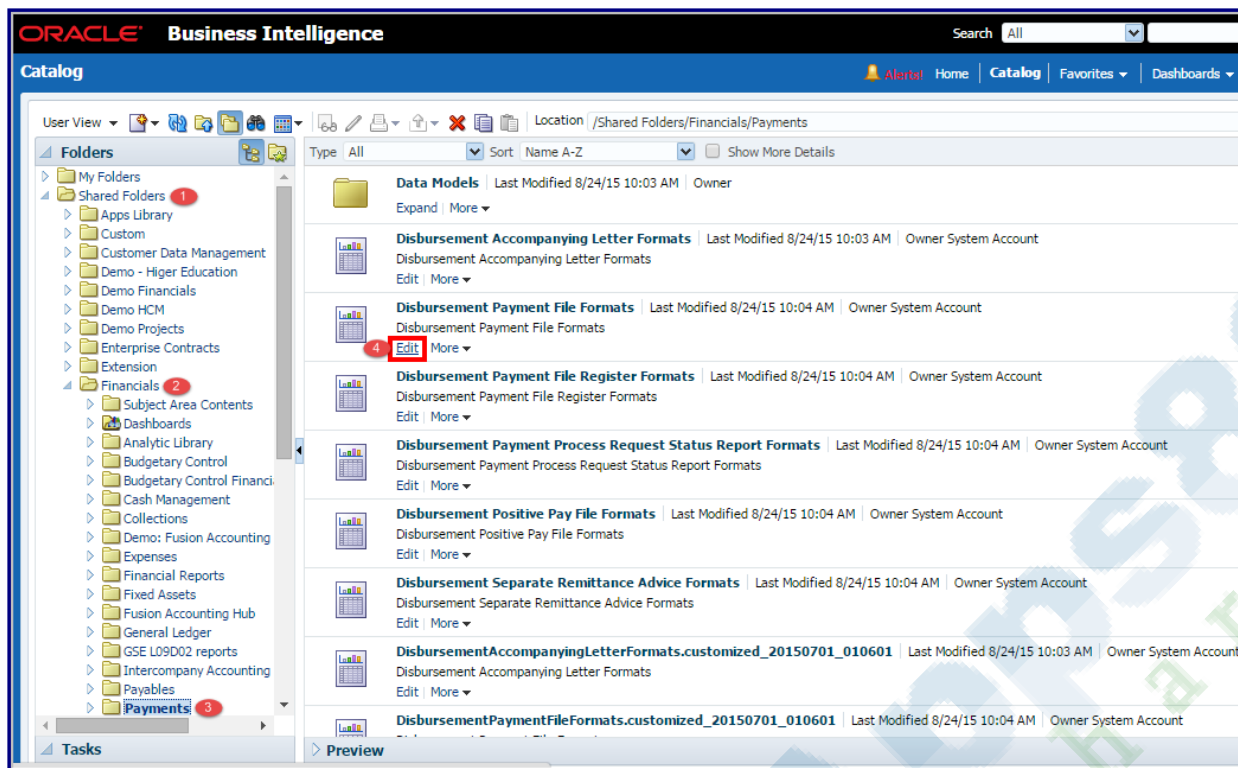 ORACLE Business Intelligence Search All
Catalog Alerts! Home Catalog Favorites Dashboards
User View Location /Shared Folders/Financials/Payments
Folders
Type All Sort Name A-Z Show More Details
My Folders
Shared Folders 1
Apps Library
Custom
Customer Data Management
Demo - Higer Education
Demo Financials
Demo HCM
Demo Projects
Enterprise Contracts
Extension
Financials 2
Subject Area Contents
Dashboards
Analytic Library
Budgetary Control
Budgetary Control Financi
Cash Management
Collections
Demo: Fusion Accounting
Expenses
Financial Reports
Fixed Assets
Fusion Accounting Hub
General Ledger
GSE L09D02 reports
Intercompany Accounting
Payables
Payments 3
Tasks
Data Models Last Modified 8/24/15 10:03 AM Owner
Expand More
Disbursement Accompanying Letter Formats Last Modified 8/24/15 10:03 AM Owner System Account
Disbursement Accompanying Letter Formats
Edit More
Disbursement Payment File Formats Last Modified 8/24/15 10:04 AM Owner System Account
Disbursement Payment File Formats
4 Edit More
Disbursement Payment File Register Formats Last Modified 8/24/15 10:04 AM Owner System Account
Disbursement Payment File Register Formats
Edit More
Disbursement Payment Process Request Status Report Formats Last Modified 8/24/15 10:04 AM Owner System Account
Disbursement Payment Process Request Status Report Formats
Edit More
Disbursement Positive Pay File Formats Last Modified 8/24/15 10:04 AM Owner System Account
Disbursement Positive Pay File Formats
Edit More
Disbursement Separate Remittance Advice Formats Last Modified 8/24/15 10:04 AM Owner System Account
Disbursement Separate Remittance Advice Formats
Edit More
DisbursementAccompanyingLetterFormats.customized_20150701_010601 Last Modified 8/24/15 10:03 AM Owner System Account
Disbursement Accompanying Letter Formats
Edit More
DisbursementPaymentFileFormats.customized_20150701_010601 Last Modified 8/24/15 10:04 AM Owner System Account
Preview